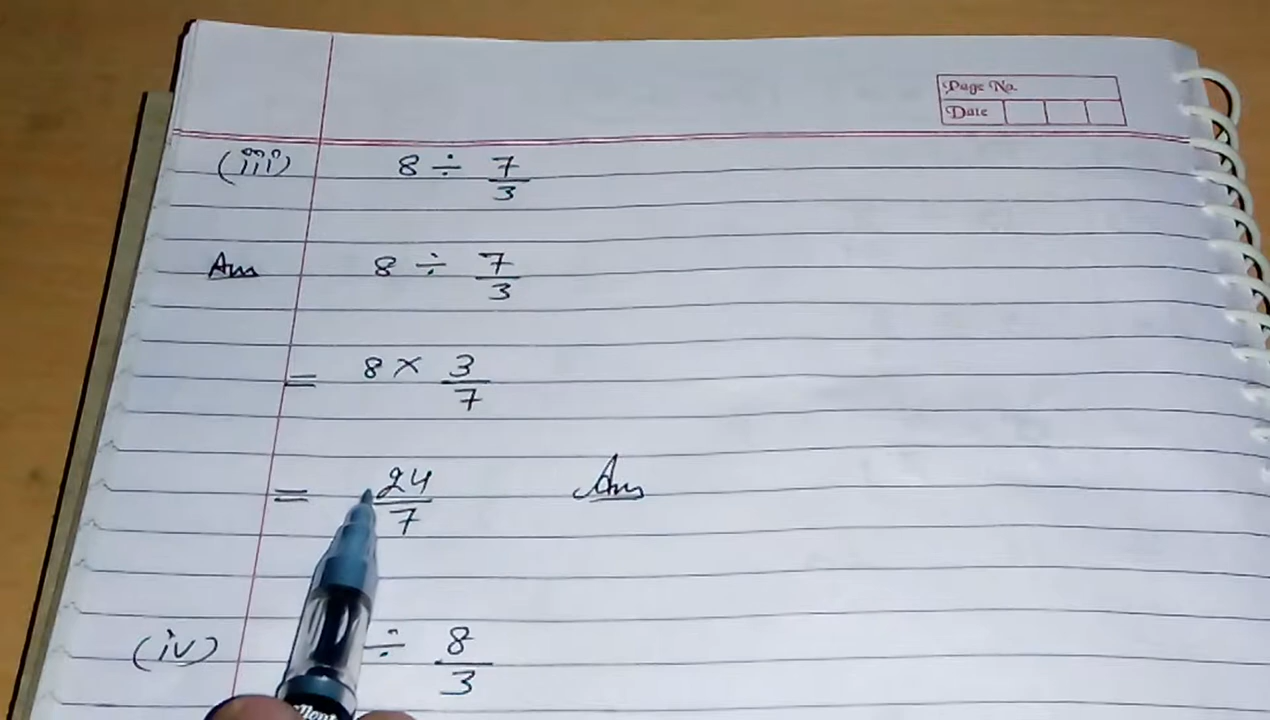 Page No.
Date
(iii) 8 ÷ 7/3
Ans 8 ÷ 7/3
= 8 × 3/7
= 24/7 Ans
(iv) ÷ 8/3